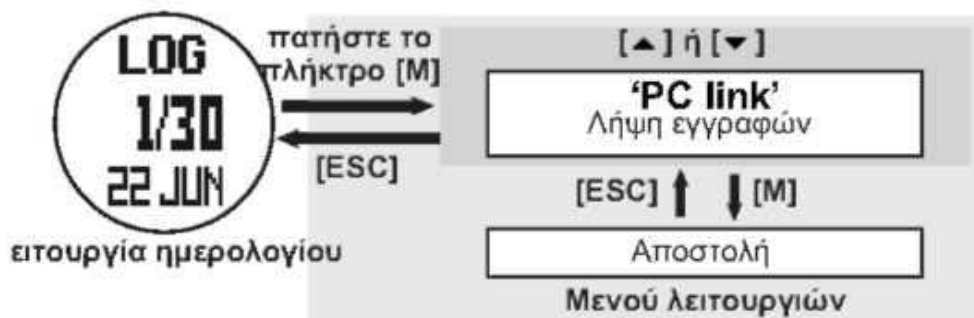 LOG
1/30
22 JUN
ειτουργία ημερολογίου
πατήστε το
πλήκτρο [M]
[ESC]
[▲] ή [▼]
‘PC link’
Λήψη εγγραφών
[ESC] [M]
Αποστολή
Μενού λειτουργιών